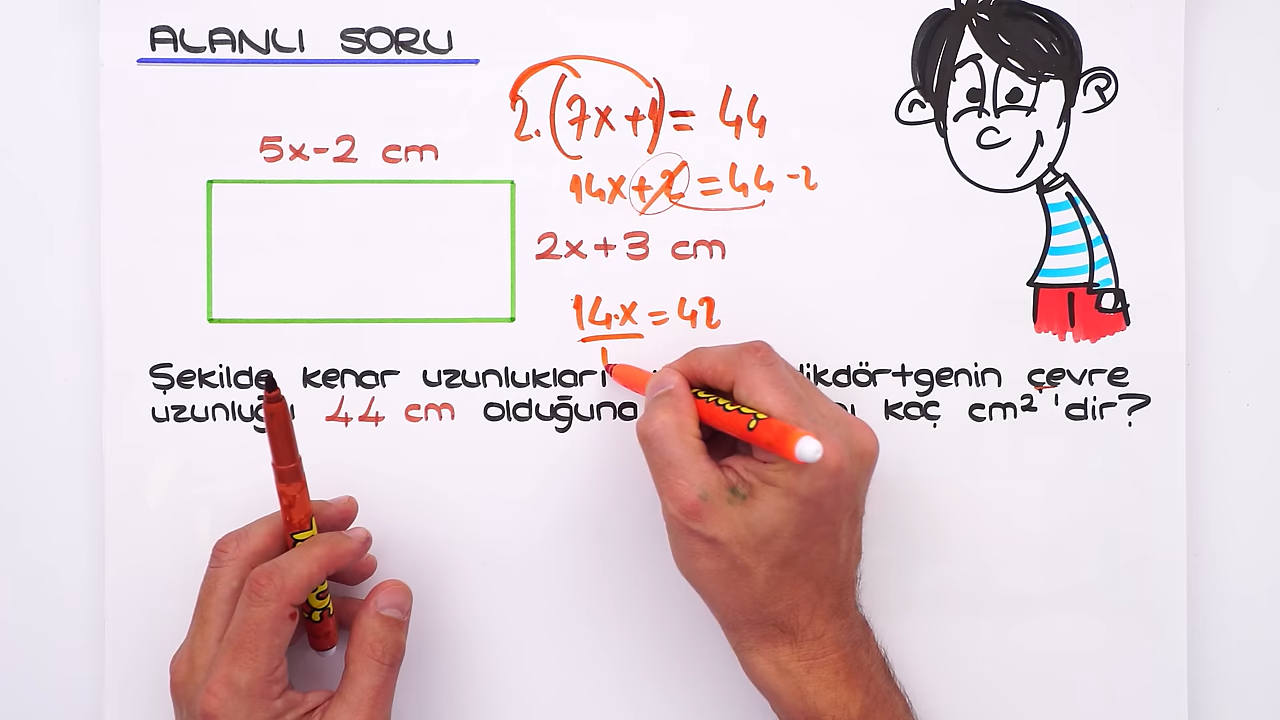 ALANLI SORU
2.(7x+1) = 44
5x-2 cm
14x+2 = 44 -2
2x+3 cm
14.x = 42
Şekilde kenar uzunlukları dikdörtgenin çevre
uzunluğu 44 cm olduğuna kaç cm² 'dir?